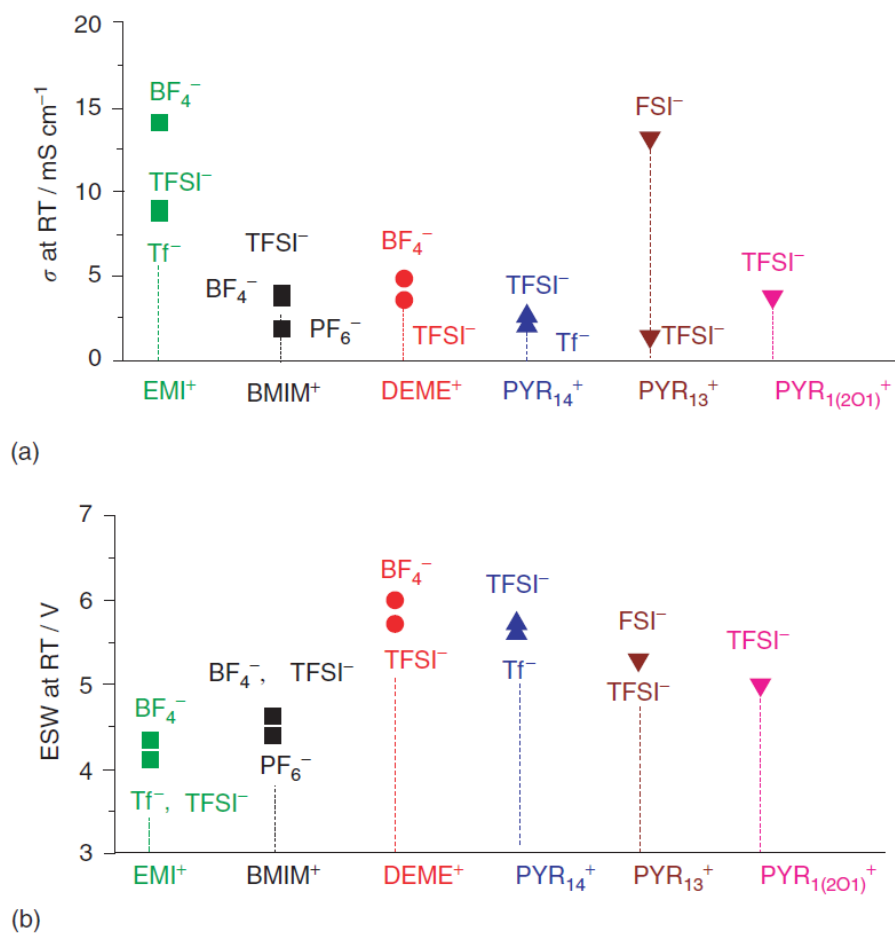 20
15
10
5
0
σ at RT / mS cm⁻¹
BF₄⁻
TFSI⁻
Tf⁻
TFSI⁻
BF₄⁻
PF₆⁻
BF₄⁻
TFSI⁻
TFSI⁻
Tf⁻
FSI⁻
TFSI⁻
TFSI⁻
EMI⁺ BMIM⁺ DEME⁺ PYR₁₄⁺ PYR₁₃⁺ PYR₁₍₂O₁₎⁺
(a)
7
6
5
4
3
ESW at RT / V
BF₄⁻
Tf⁻, TFSI⁻
BF₄⁻, TFSI⁻
PF₆⁻
BF₄⁻
TFSI⁻
TFSI⁻
Tf⁻
FSI⁻
TFSI⁻
TFSI⁻
EMI⁺ BMIM⁺ DEME⁺ PYR₁₄⁺ PYR₁₃⁺ PYR₁₍₂O₁₎⁺
(b)